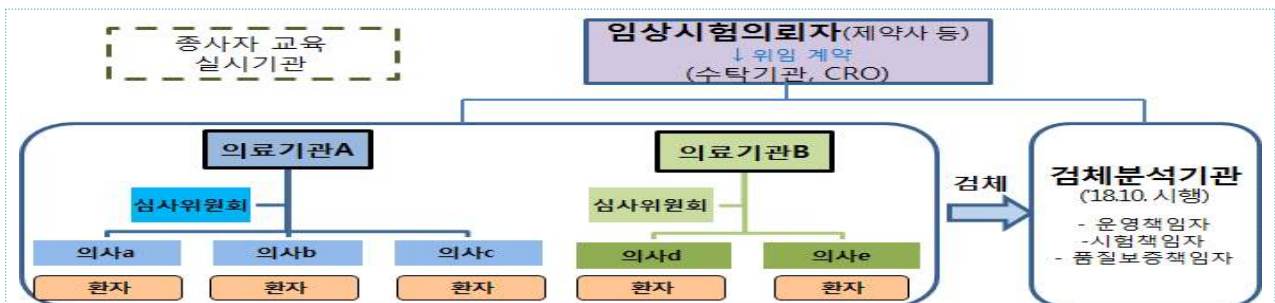 종사자 교육
실시기관
임상시험의뢰자(제약사 등)
↓위임 계약
(수탁기관, CRO)
의료기관A
의료기관B
심사위원회
심사위원회
의사a
의사b
의사c
의사d
의사e
환자
환자
환자
환자
환자
검체
검체분석기관
('18.10. 시행)
- 운영책임자
-시험책임자
- 품질보증책임자